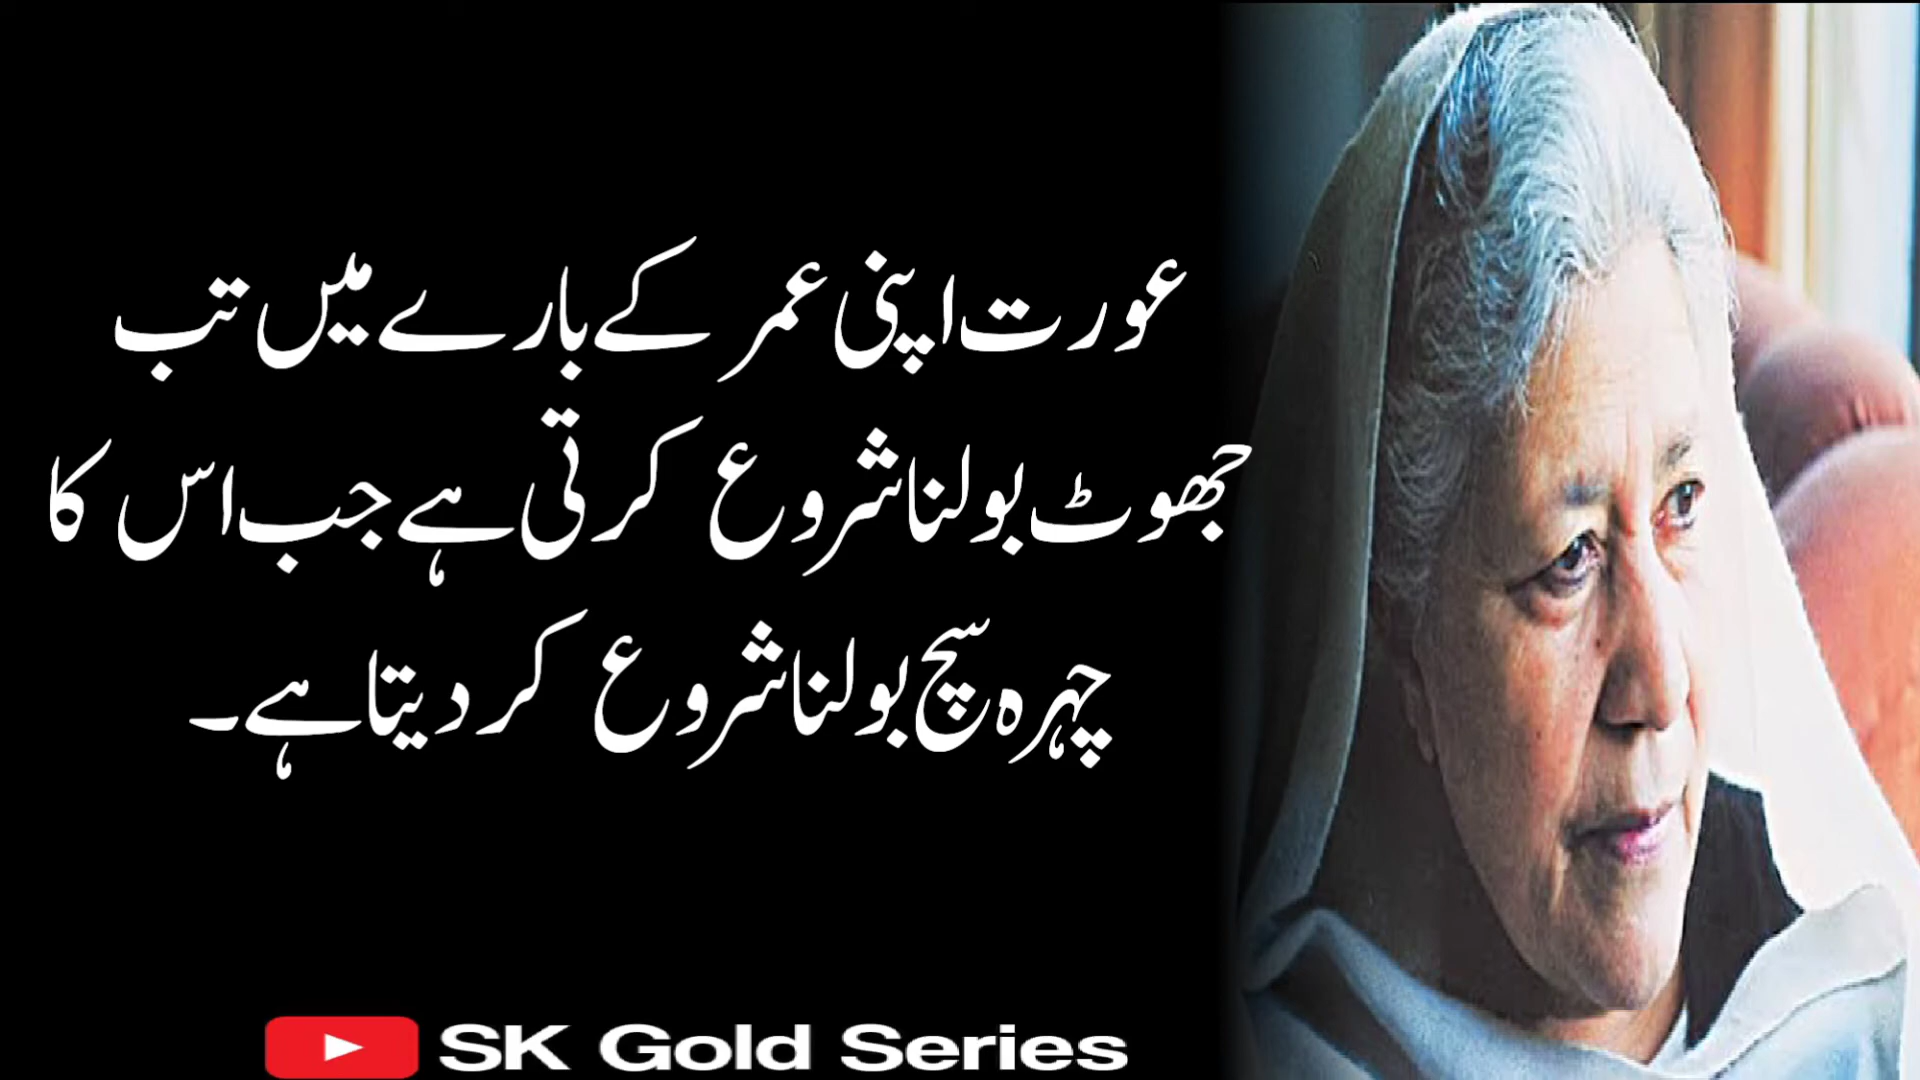 عورت اپنی عمر کے بارے میں تب
جھوٹ بولنا شروع کرتی ہے جب اس کا
چہرہ سچ بولنا شروع کر دیتا ہے۔
SK Gold Series